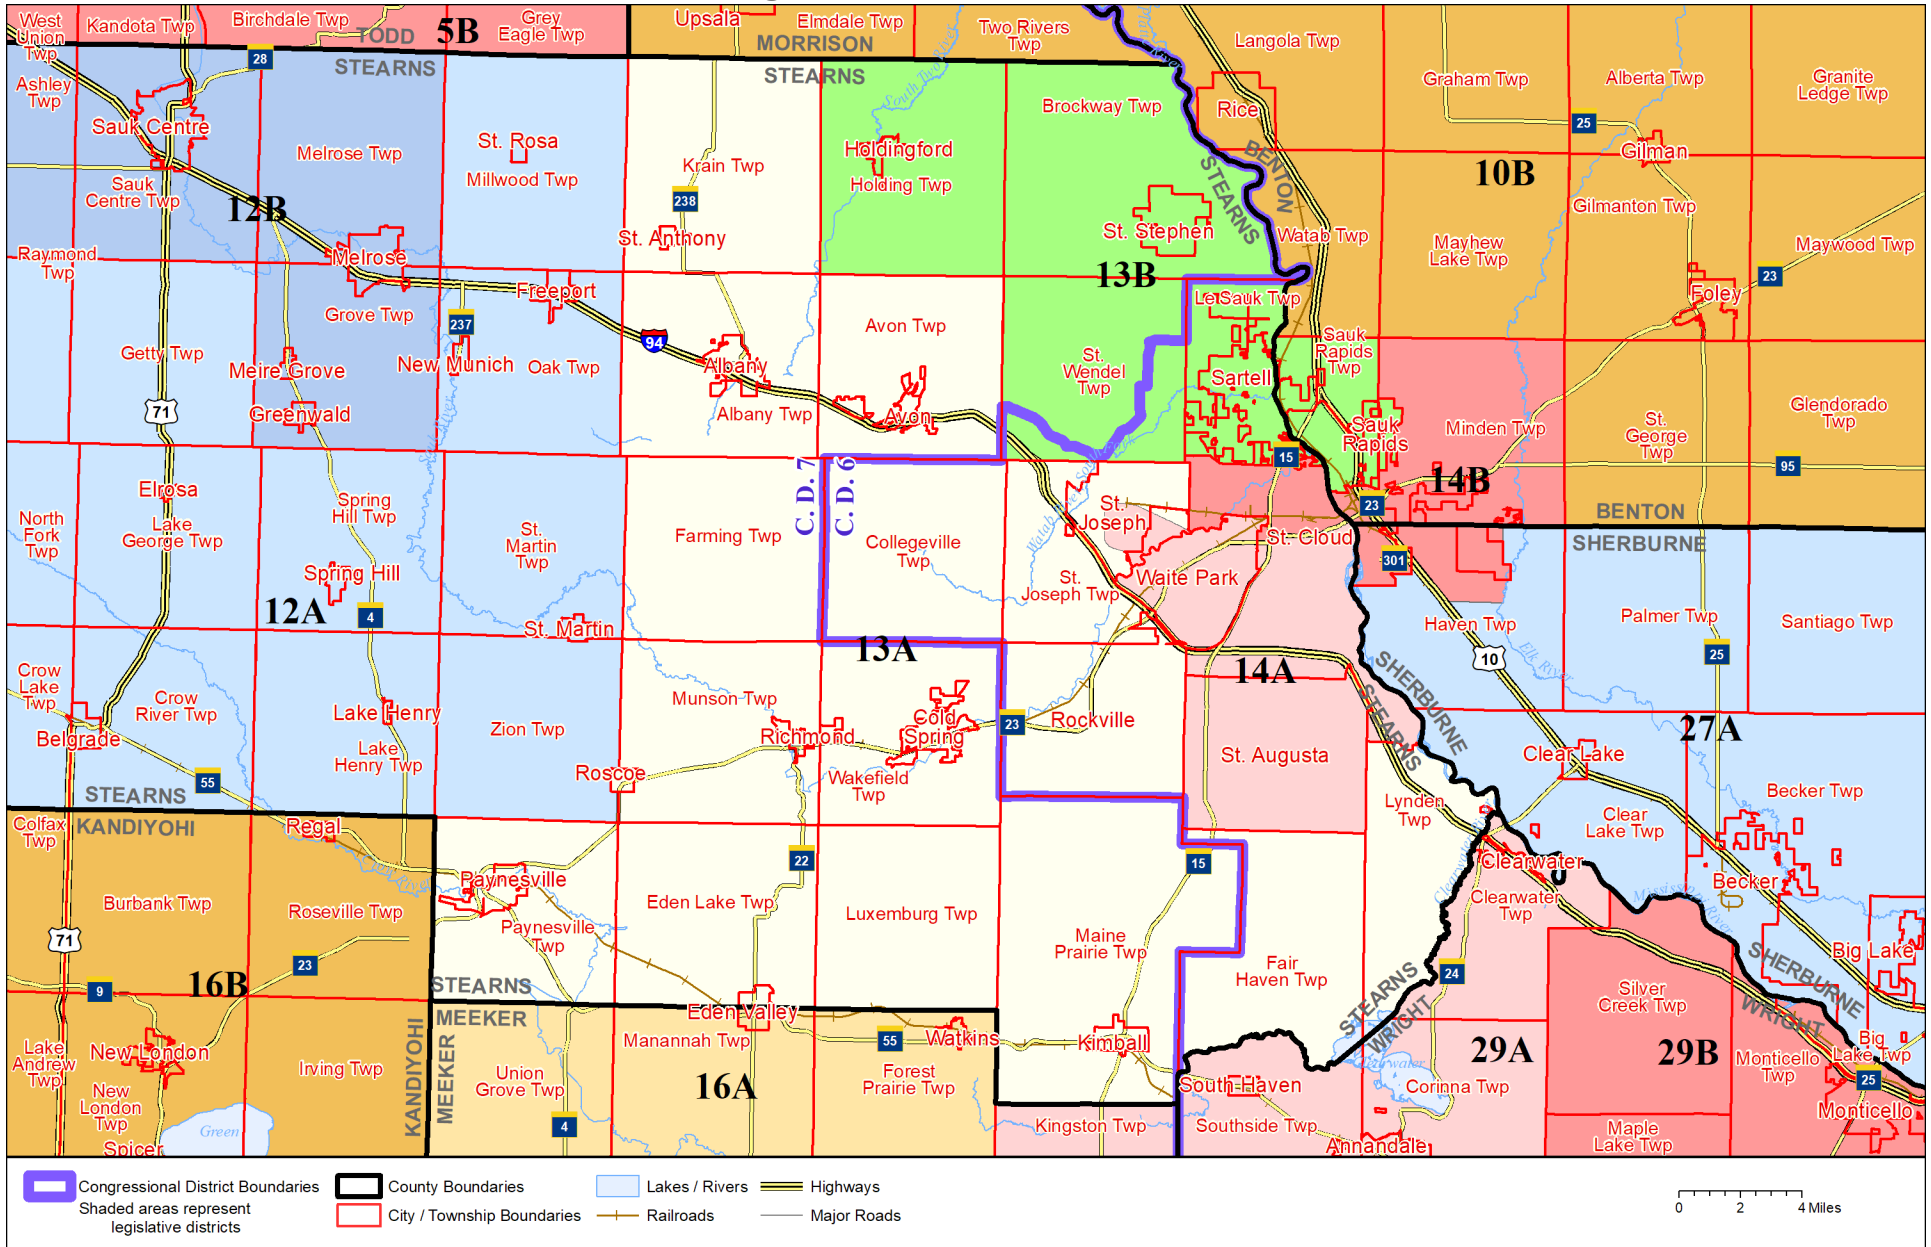 West
Union
Twp
Kandota Twp
Birchdale Twp
TODD
5B
Grey
Eagle Twp
Upsala
Elmdale Twp
MORRISON
Two Rivers
Twp
Langola Twp
Graham Twp
Alberta Twp
Granite
Ledge Twp
28
STEARNS
STEARNS
South Two River
River
Ashley
Twp
Sauk Centre
Melrose Twp
St. Rosa
Millwood Twp
Krain Twp
Holdingford
Holding Twp
Brockway Twp
Rice
25
Gilman
10B
Sauk
Centre Twp
12B
238
St. Anthony
St. Stephen
STEARNS
BENTON
Watab Twp
Gilmanton Twp
Mayhew
Lake Twp
Maywood Twp
Raymond
Twp
Melrose
Freeport
13B
23
Foley
LeSauk Twp
Grove Twp
237
94
Avon Twp
Getty Twp
Meire Grove
New Munich
Oak Twp
Albany
St.
Wendel
Twp
Sartell
Sauk
Rapids
Twp
71
Greenwald
Albany Twp
Avon
Sauk
Rapids
Minden Twp
St.
George
Twp
Glendorado
Twp
15
95
C. D. 7
C. D. 6
14B
23
Elrosa
Lake
George Twp
Spring
Hill Twp
North
Fork
Twp
St.
Martin
Twp
Farming Twp
Collegeville
Twp
St.
Joseph
St. Cloud
BENTON
SHERBURNE
301
Spring Hill
St.
Joseph Twp
Waite Park
12A
4
St. Martin
Haven Twp
Palmer Twp
Santiago Twp
13A
10
Elk River
25
14A
SHERBURNE
STEARNS
Crow
Lake
Twp
Crow
River Twp
Lake Henry
Munson Twp
Zion Twp
Belgrade
Lake
Henry Twp
Richmond
Cold
Spring
23
Rockville
St. Augusta
27A
Clear Lake
55
Roscoe
Wakefield
Twp
Lynden
Twp
Clear
Lake Twp
Becker Twp
STEARNS
KANDIYOHI
Colfax
Twp
Regal
22
15
Clearwater
Becker
Paynesville
Burbank Twp
Roseville Twp
Eden Lake Twp
Luxemburg Twp
Clearwater
Twp
Mississippi River
Paynesville
Twp
Maine
Prairie Twp
Fair
Haven Twp
71
23
9
16B
STEARNS
MEEKER
24
Silver
Creek Twp
Big Lake
SHERBURNE
WRIGHT
STEARNS
WRIGHT
Eden Valley
Manannah Twp
55
Watkins
Kimball
Lake
Andrew
Twp
New London
Irving Twp
KANDIYOHI
MEEKER
Union
Grove Twp
16A
Forest
Prairie Twp
South Haven
Clearwater
Corinna Twp
29A
29B
Monticello
Twp
Big
Lake Twp
25
Monticello
New
London
Twp
Green
Spicer
4
Kingston Twp
Southside Twp
Annandale
Maple
Lake Twp
Congressional District Boundaries
Shaded areas represent
legislative districts
County Boundaries
City / Township Boundaries
Lakes / Rivers
Railroads
Highways
Major Roads
0 2 4 Miles